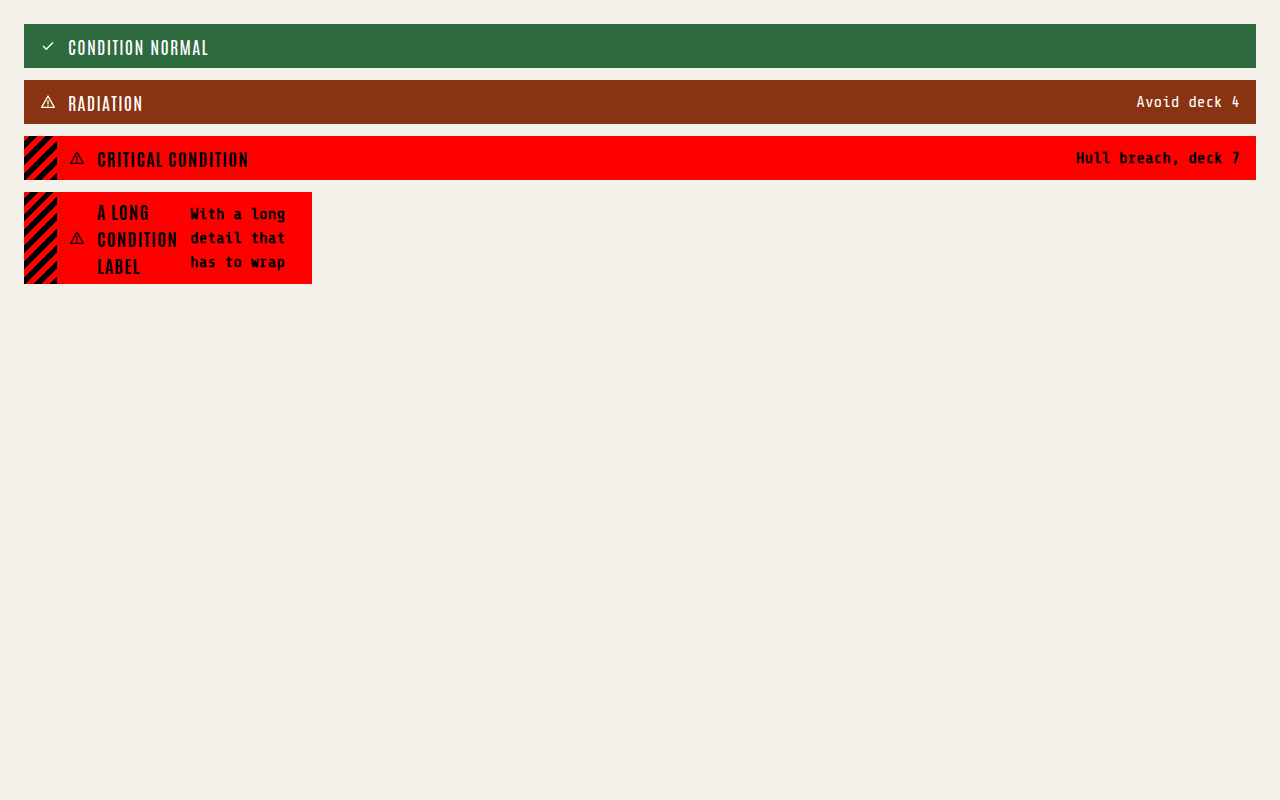 CONDITION NORMAL
RADIATION
Avoid deck 4
CRITICAL CONDITION
Hull breach, deck 7
A LONG
CONDITION
LABEL
With a long
detail that
has to wrap